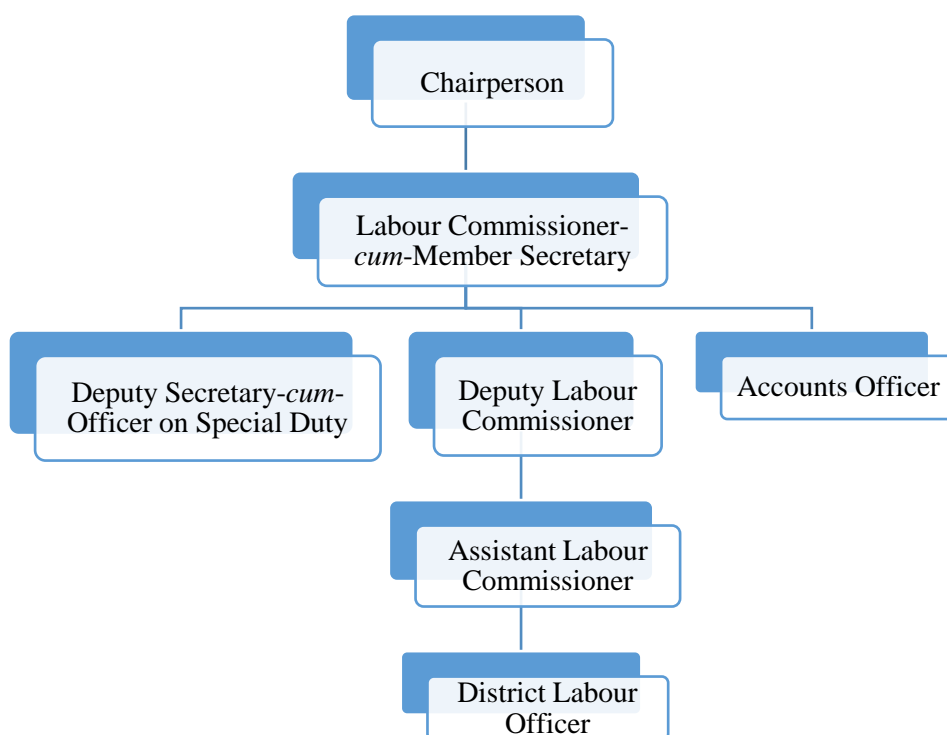 Chairperson
Labour Commissioner-
cum-Member Secretary
Deputy Secretary-cum-
Officer on Special Duty
Deputy Labour
Commissioner
Accounts Officer
Assistant Labour
Commissioner
District Labour
Officer